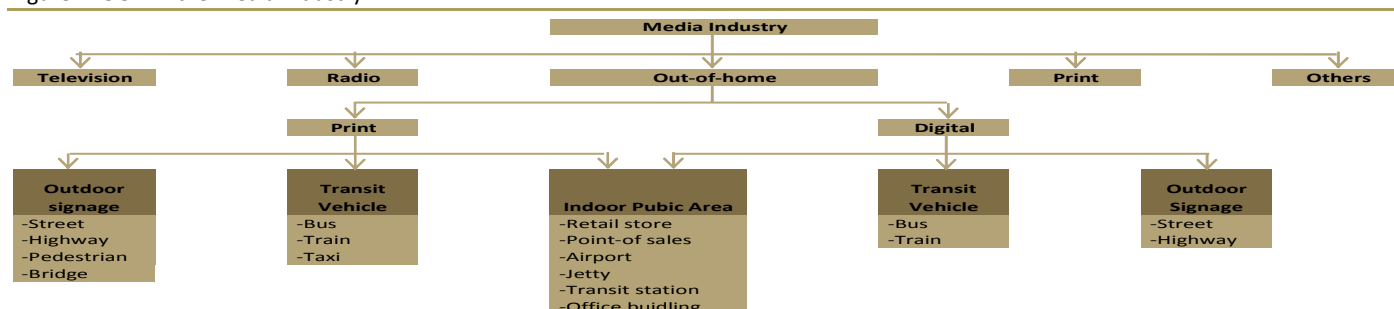 Media Industry
Television
Radio
Out-of-home
Print
Others
Print
Digital
Outdoor
signage
-Street
-Highway
-Pedestrian
-Bridge
Transit
Vehicle
-Bus
-Train
-Taxi
Indoor Pubic Area
-Retail store
-Point-of sales
-Airport
-Jetty
-Transit station
-Office buidling
Transit
Vehicle
-Bus
-Train
Outdoor
Signage
-Street
-Highway